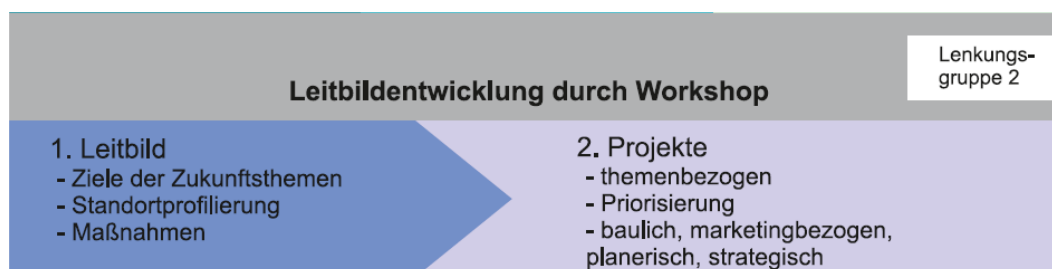 Lenkungs-
gruppe 2
Leitbildentwicklung durch Workshop
1. Leitbild
- Ziele der Zukunftsthemen
- Standortprofilierung
- Maßnahmen
2. Projekte
- themenbezogen
- Priorisierung
- baulich, marketingbezogen,
planerisch, strategisch